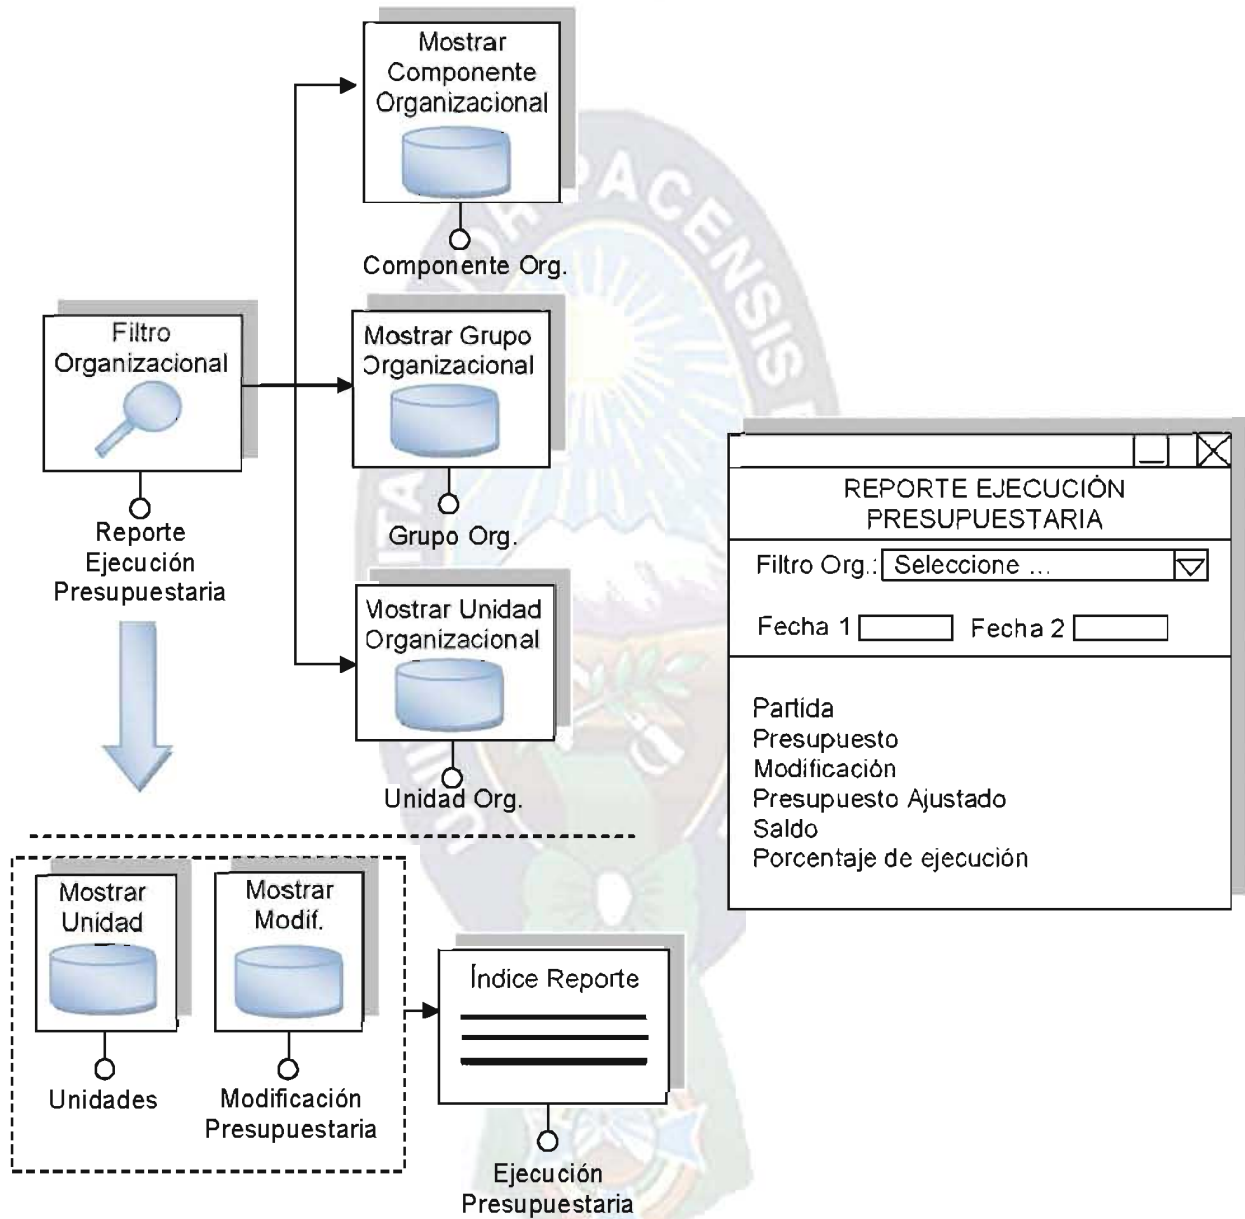 Mostrar
Componente
Organizacional
Componente Org.
Filtro
Organizacional
Reporte
Ejecución
Presupuestaria
Mostrar Grupo
Organizacional
Grupo Org.
Mostrar Unidad
Organizacional
Unidad Org.
REPORTE EJECUCIÓN
PRESUPUESTARIA
Filtro Org.: Seleccione ...
Fecha 1 Fecha 2
Partida
Presupuesto
Modificación
Presupuesto Ajustado
Saldo
Porcentaje de ejecución
Mostrar
Unidad
Unidades
Mostrar
Modif.
Modificación
Presupuestaria
Índice Reporte
Ejecución
Presupuestaria